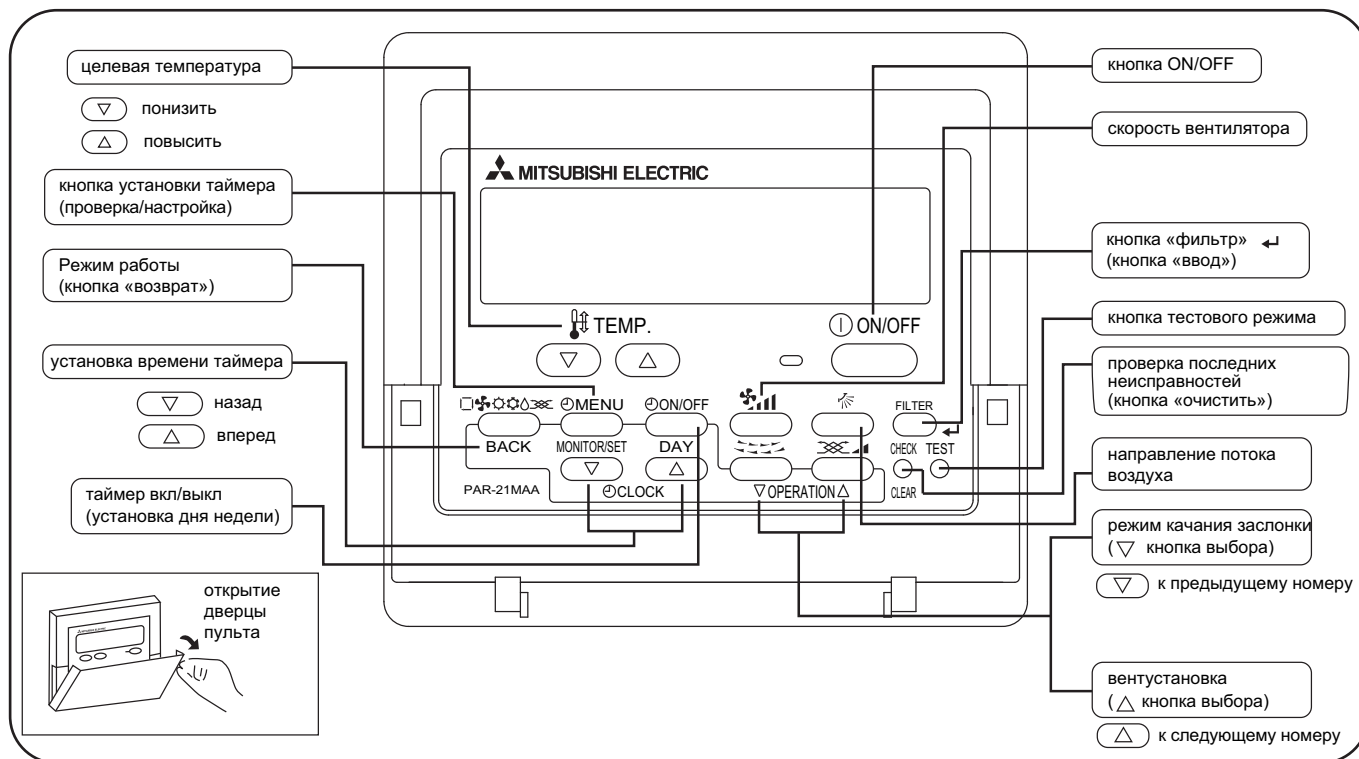 целевая температура
▽ понизить
△ повысить
кнопка установки таймера
(проверка/настройка)
Режим работы
(кнопка «возврат»)
установка времени таймера
▽ назад
△ вперед
таймер вкл/выкл
(установка дня недели)
открытие
дверцы
пульта
MITSUBISHI ELECTRIC
TEMP.
ON/OFF
▽ △
MENU
ON/OFF
FILTER
BACK
MONITOR/SET
DAY
CHECK TEST
▽ △
PAR-21MAA
CLOCK
▽ OPERATION △
CLEAR
кнопка ON/OFF
скорость вентилятора
кнопка «фильтр» ↵
(кнопка «ввод»)
кнопка тестового режима
проверка последних
неисправностей
(кнопка «очистить»)
направление потока
воздуха
режим качания заслонки
(▽ кнопка выбора)
▽ к предыдущему номеру
вентустановка
(△ кнопка выбора)
△ к следующему номеру